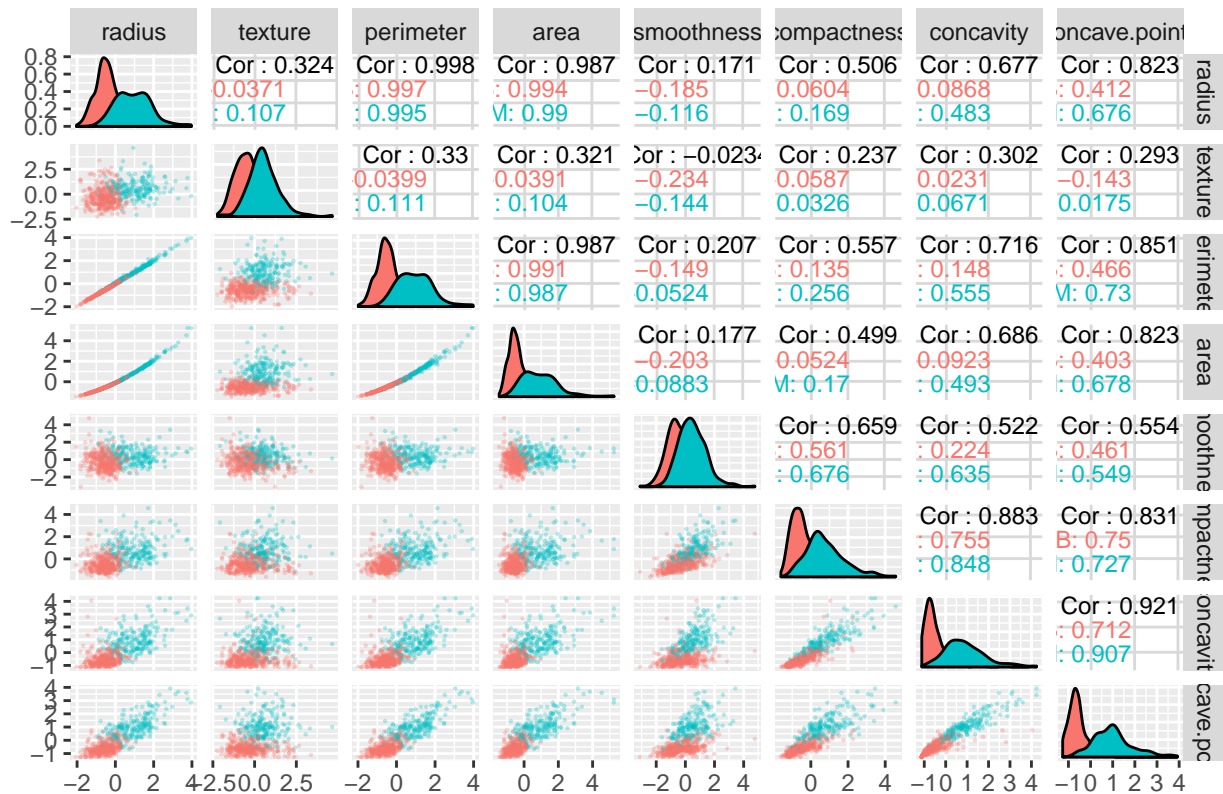 radius texture perimeter area smoothness compactness concavity oncave.point
0.8 Cor : 0.324 Cor : 0.998 Cor : 0.987 Cor : 0.171 Cor : 0.506 Cor : 0.677 Cor : 0.823 radius
0.6 0.0371 : 0.997 : 0.994 −0.185 0.0604 0.0868 : 0.412
0.4
0.2 : 0.107 : 0.995 M: 0.99 −0.116 : 0.169 : 0.483 : 0.676
0.0
2.5 Cor : 0.33 Cor : 0.321 Cor : −0.0234 Cor : 0.237 Cor : 0.302 Cor : 0.293 texture
0.0 0.0399 0.0391 −0.234 0.0587 0.0231 −0.143
−2.5 : 0.111 : 0.104 −0.144 0.0326 0.0671 0.0175
4 Cor : 0.987 Cor : 0.207 Cor : 0.557 Cor : 0.716 Cor : 0.851 erimete
2 : 0.991 −0.149 : 0.135 : 0.148 : 0.466
0 : 0.987 0.0524 : 0.256 : 0.555 M: 0.73
−2
4 Cor : 0.177 Cor : 0.499 Cor : 0.686 Cor : 0.823 area
2 −0.203 0.0524 0.0923 : 0.403
0 0.0883 M: 0.17 : 0.493 : 0.678
4 Cor : 0.659 Cor : 0.522 Cor : 0.554 noothne
2 : 0.561 : 0.224 : 0.461
0 : 0.676 : 0.635 : 0.549
−2
4 Cor : 0.883 Cor : 0.831 npactne
2 : 0.755 B: 0.75
0 : 0.848 : 0.727
4 Cor : 0.921 oncavit
3 : 0.712
2 : 0.907
1
0
−1
4 cave.po
3
2
1
0
−1
−2 0 2 4 −2.5 0.0 2.5 −2 0 2 4 0 2 4 −2 0 2 4 0 2 4 −1 0 1 2 3 4 −1 0 1 2 3 4